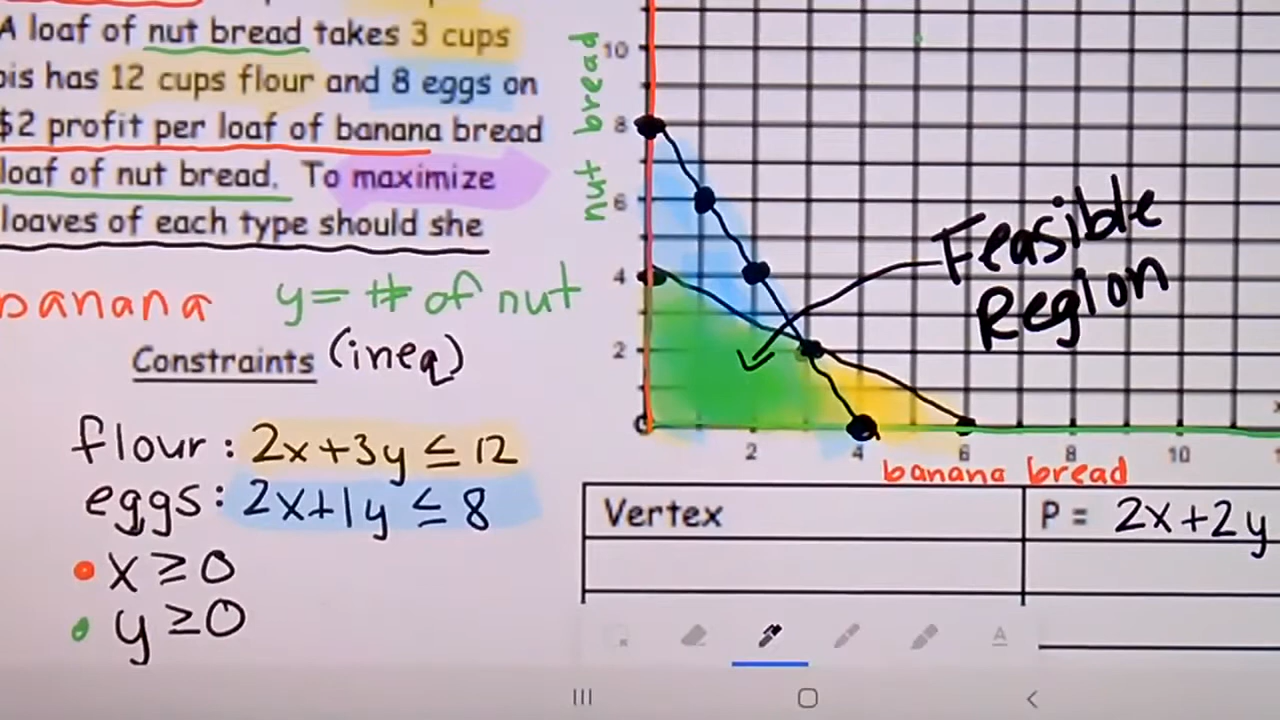 A loaf of nut bread takes 3 cups
has 12 cups flour and 8 eggs on
$2 profit per loaf of banana bread
loaf of nut bread. To maximize
loaves of each type should she
banana y = # of nut
Constraints (ineq)
flour: 2x+3y ≤ 12
eggs: 2x+1y ≤ 8
x ≥ 0
y ≥ 0
nut bread
10
8
6
4
2
Feasible
Region
2 4 6 8 10
banana bread
Vertex P = 2x+2y
A